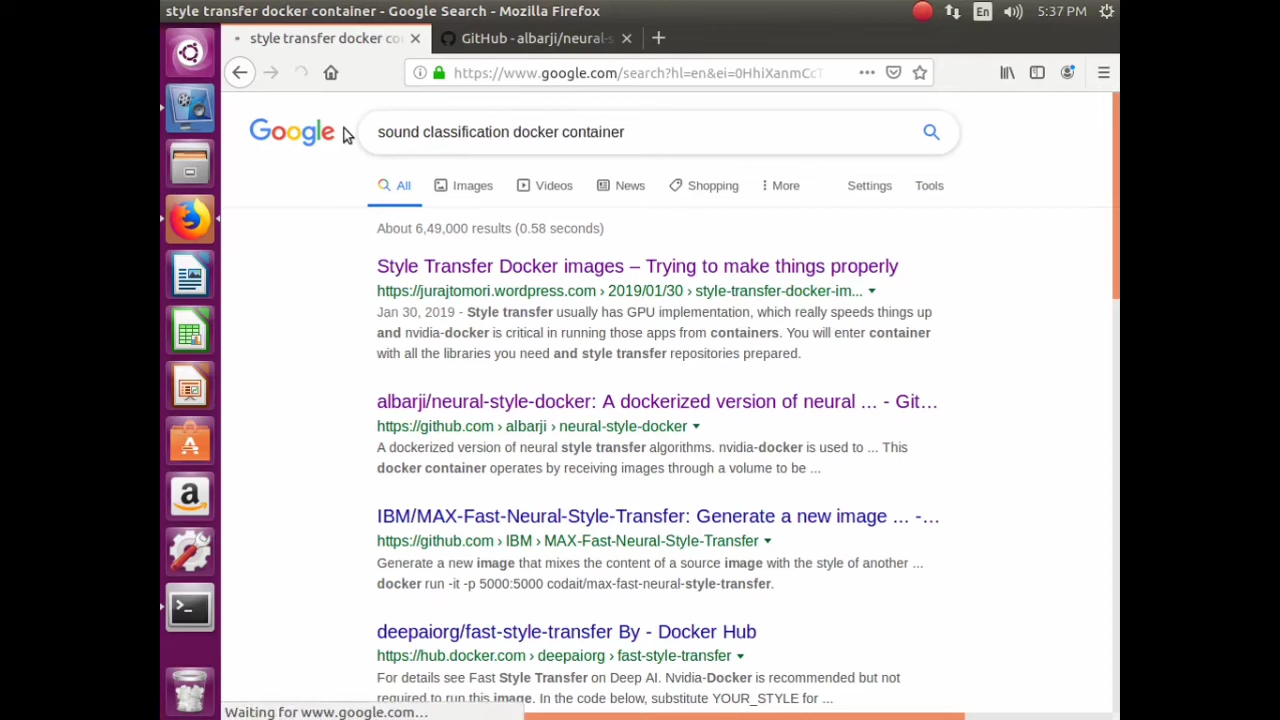 style transfer docker container - Google Search - Mozilla Firefox
En
5:37 PM
style transfer docker co
GitHub - albarji/neural-s
https://www.google.com/search?hl=en&ei=0HhiXanmCcT
Google
sound classification docker container
All
Images
Videos
News
Shopping
More
Settings
Tools
About 6,49,000 results (0.58 seconds)
Style Transfer Docker images – Trying to make things properly
https://jurajtomori.wordpress.com › 2019/01/30 › style-transfer-docker-im...
Jan 30, 2019 - Style transfer usually has GPU implementation, which really speeds things up
and nvidia-docker is critical in running those apps from containers. You will enter container
with all the libraries you need and style transfer repositories prepared.
albarji/neural-style-docker: A dockerized version of neural ... - Git...
https://github.com › albarji › neural-style-docker
A dockerized version of neural style transfer algorithms. nvidia-docker is used to ... This
docker container operates by receiving images through a volume to be ...
IBM/MAX-Fast-Neural-Style-Transfer: Generate a new image ... -...
https://github.com › IBM › MAX-Fast-Neural-Style-Transfer
Generate a new image that mixes the content of a source image with the style of another ...
docker run -it -p 5000:5000 codait/max-fast-neural-style-transfer.
deepaiorg/fast-style-transfer By - Docker Hub
https://hub.docker.com › deepaiorg › fast-style-transfer
For details see Fast Style Transfer on Deep AI. Nvidia-Docker is recommended but not
required to run this image. In the code below, substitute YOUR_STYLE for ...
Waiting for www.google.com...